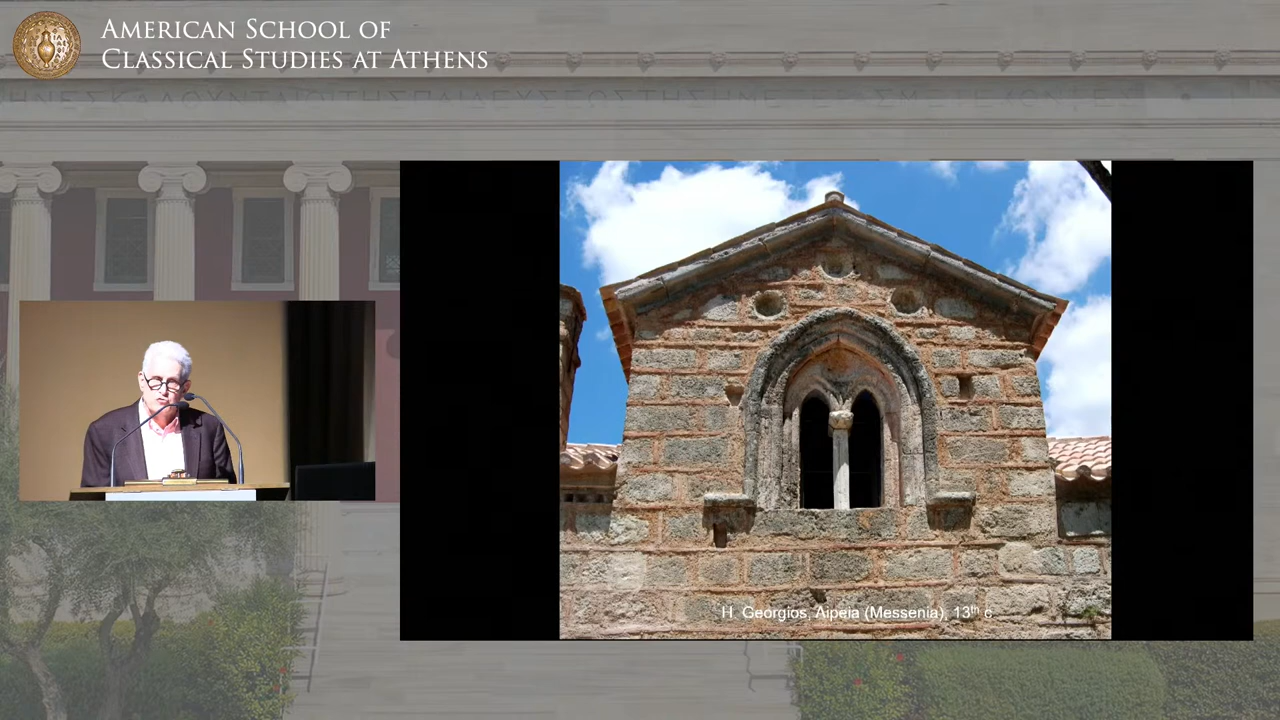 AMERICAN SCHOOL OF
CLASSICAL STUDIES AT ATHENS
H. Georgios, Aipeia (Messenia), 13th c